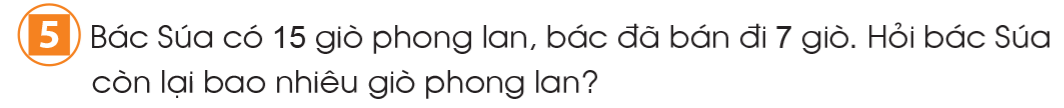 5 Bác Súa có 15 giò phong lan, bác đã bán đi 7 giò. Hỏi bác Súa
còn lại bao nhiêu giò phong lan?